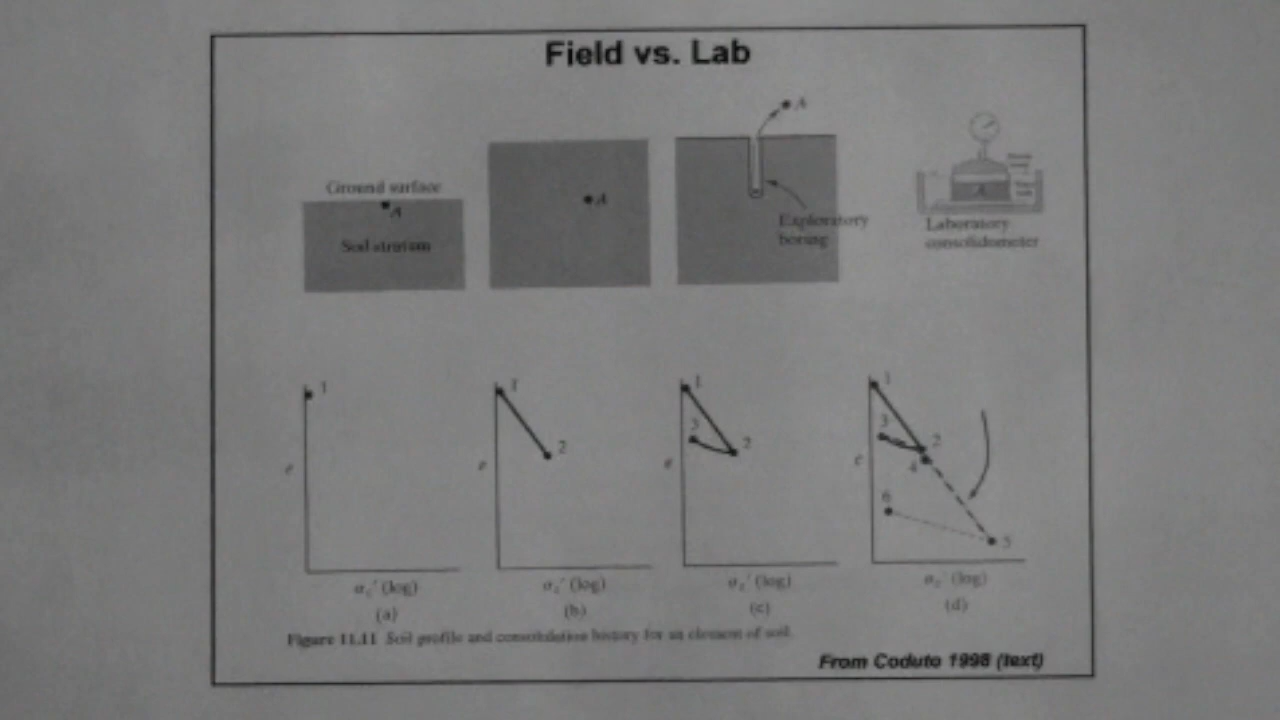 Field vs. Lab
A
Ground surface
A
Soil stratum
A
Exploratory
boring
A
Laboratory
consolidometer
1
e
σz′ (log)
(a)
1
2
e
σz′ (log)
(b)
1
3
2
e
σz′ (log)
(c)
1
3
2
4
6
5
e
σz′ (log)
(d)
Figure 11.11 Soil profile and consolidation history for an element of soil.
From Coduto 1998 (text)